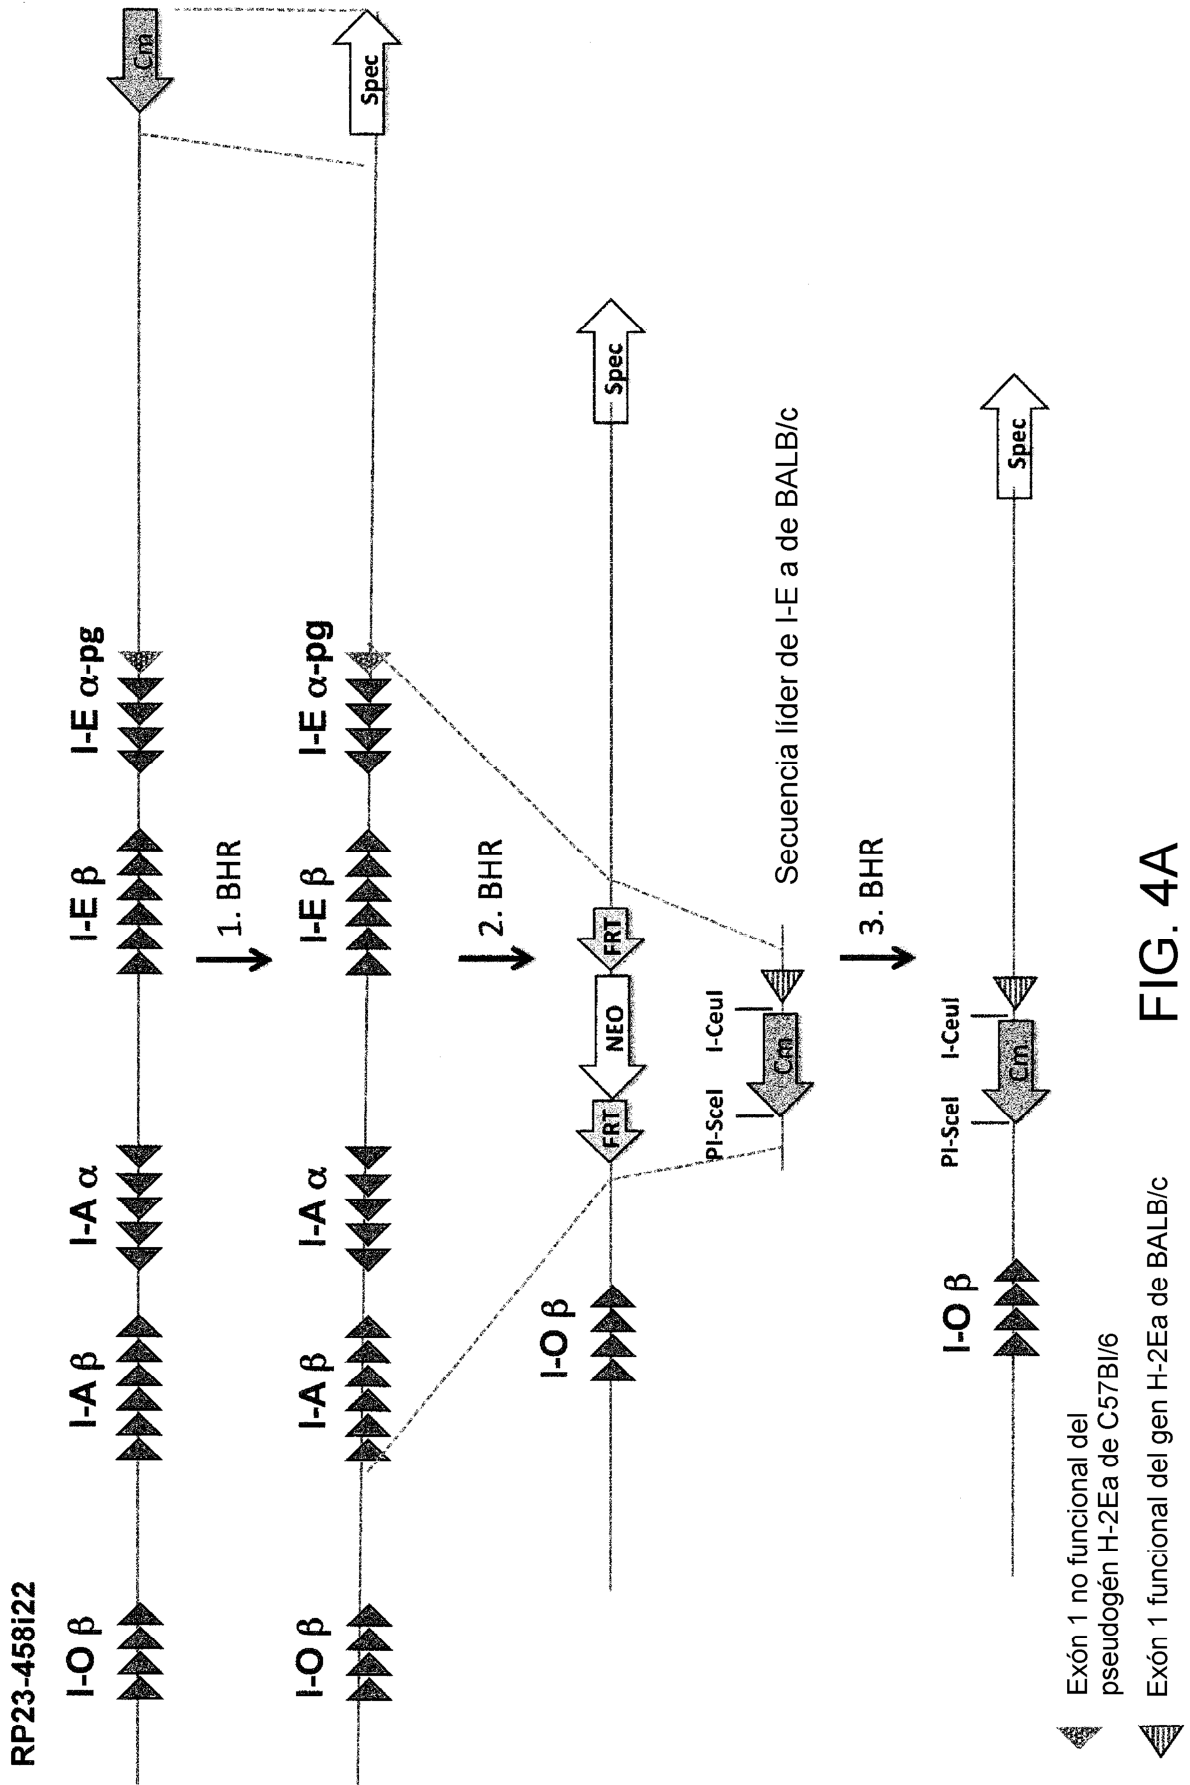 RP23-458i22
I-O β
I-A β
I-A α
I-E β
I-E α-pg
Cm
1. BHR
I-O β
I-A β
I-A α
I-E β
I-E α-pg
Spec
2. BHR
I-O β
FRT
NEO
FRT
Spec
PI-SceI
I-CeuI
Cm
Secuencia líder de I-E a de BALB/c
3. BHR
I-O β
PI-SceI
I-CeuI
Cm.
Spec
Exón 1 no funcional del
pseudogén H-2Ea de C57Bl/6
Exón 1 funcional del gen H-2Ea de BALB/c
FIG. 4A